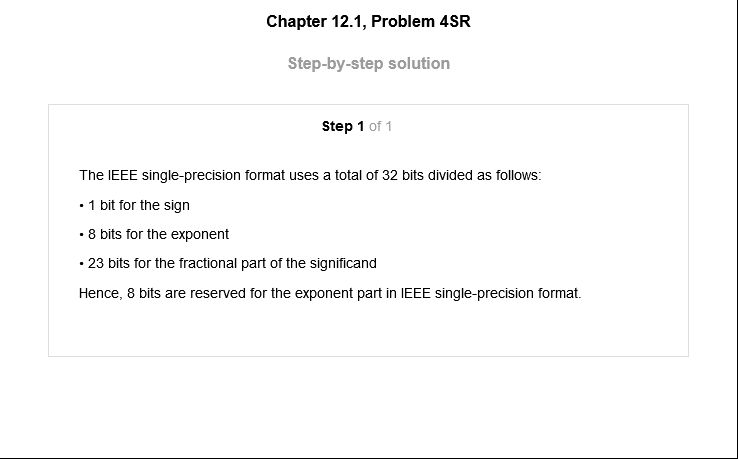 Chapter 12.1, Problem 4SR
Step-by-step solution
Step 1 of 1
The IEEE single-precision format uses a total of 32 bits divided as follows:
• 1 bit for the sign
• 8 bits for the exponent
• 23 bits for the fractional part of the significand
Hence, 8 bits are reserved for the exponent part in IEEE single-precision format.